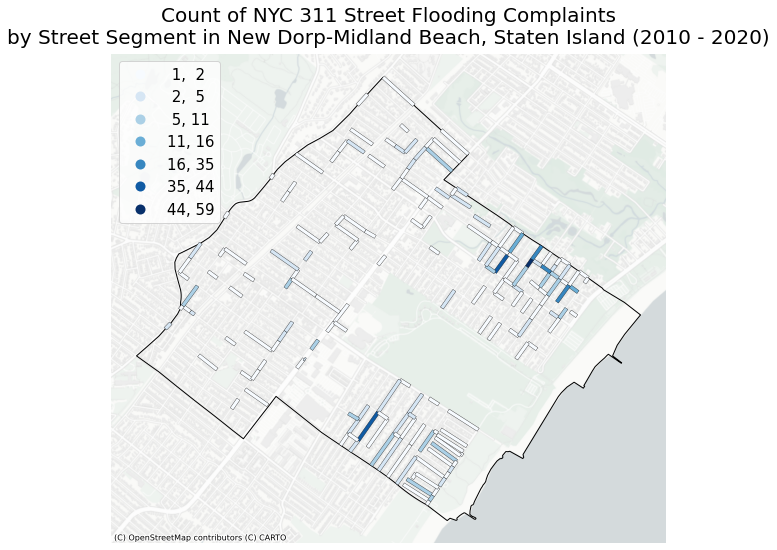 Count of NYC 311 Street Flooding Complaints
by Street Segment in New Dorp-Midland Beach, Staten Island (2010 - 2020)
1, 2
2, 5
5, 11
11, 16
16, 35
35, 44
44, 59
(C) OpenStreetMap contributors (C) CARTO